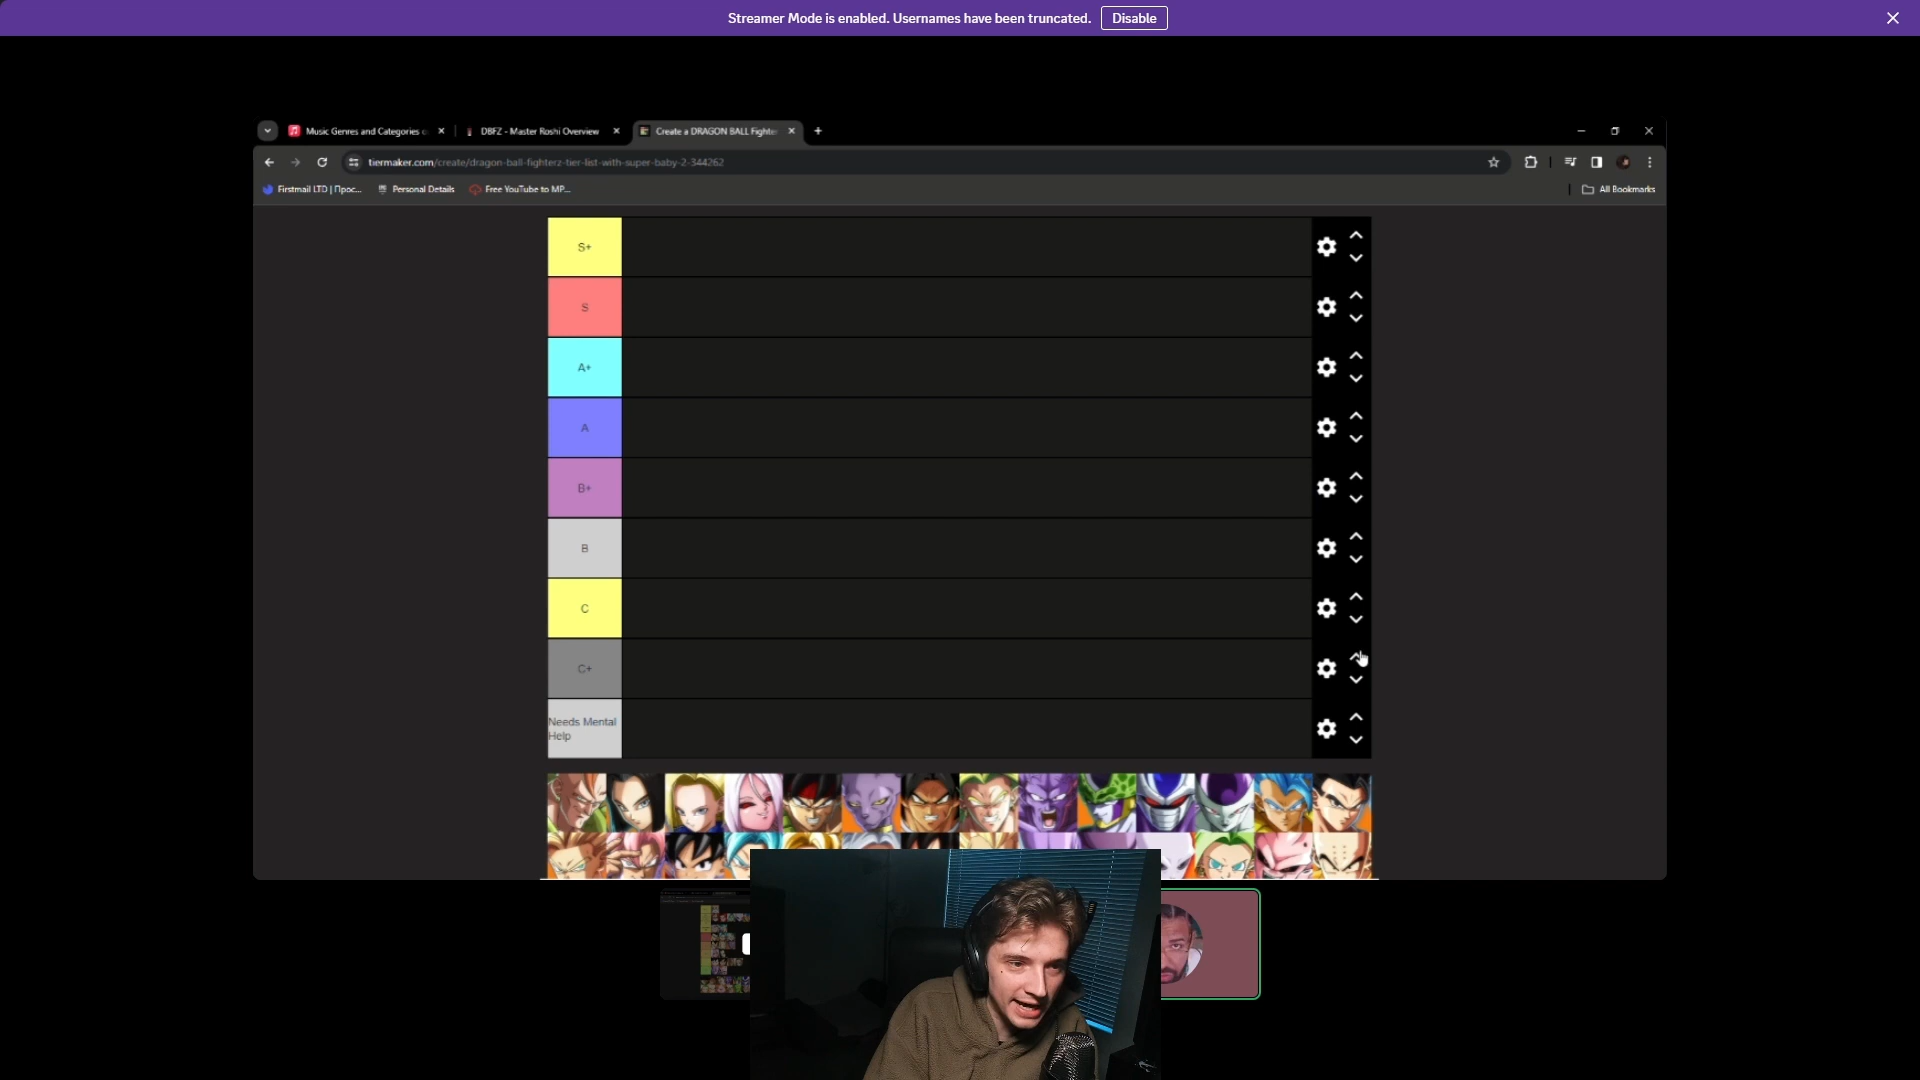 Streamer Mode is enabled. Usernames have been truncated. Disable
Music Genres and Categories o
DBFZ - Master Roshi Overview
Create a DRAGON BALL Fighte
tiermaker.com/create/dragon-ball-fighterz-tier-list-with-super-baby-2-344262
Firstmail LTD | Прос...
Personal Details
Free YouTube to MP...
All Bookmarks
S+
S
A+
A
B+
B
C
C+
Needs Mental
Help